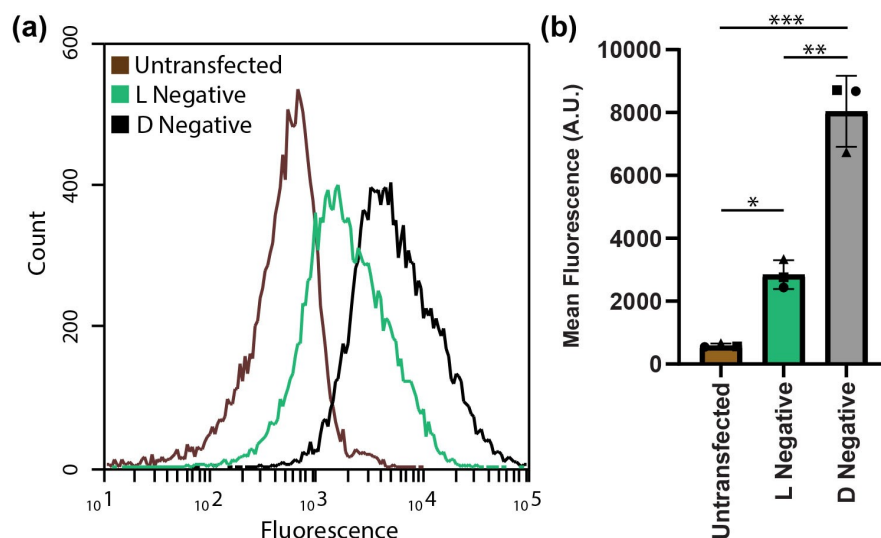 (a)
600
400
200
0
Count
Untransfected
L Negative
D Negative
10¹
10²
10³
10⁴
10⁵
Fluorescence
(b)
***
**
*
10000
8000
6000
4000
2000
0
Mean Fluorescence (A.U.)
Untransfected
L Negative
D Negative